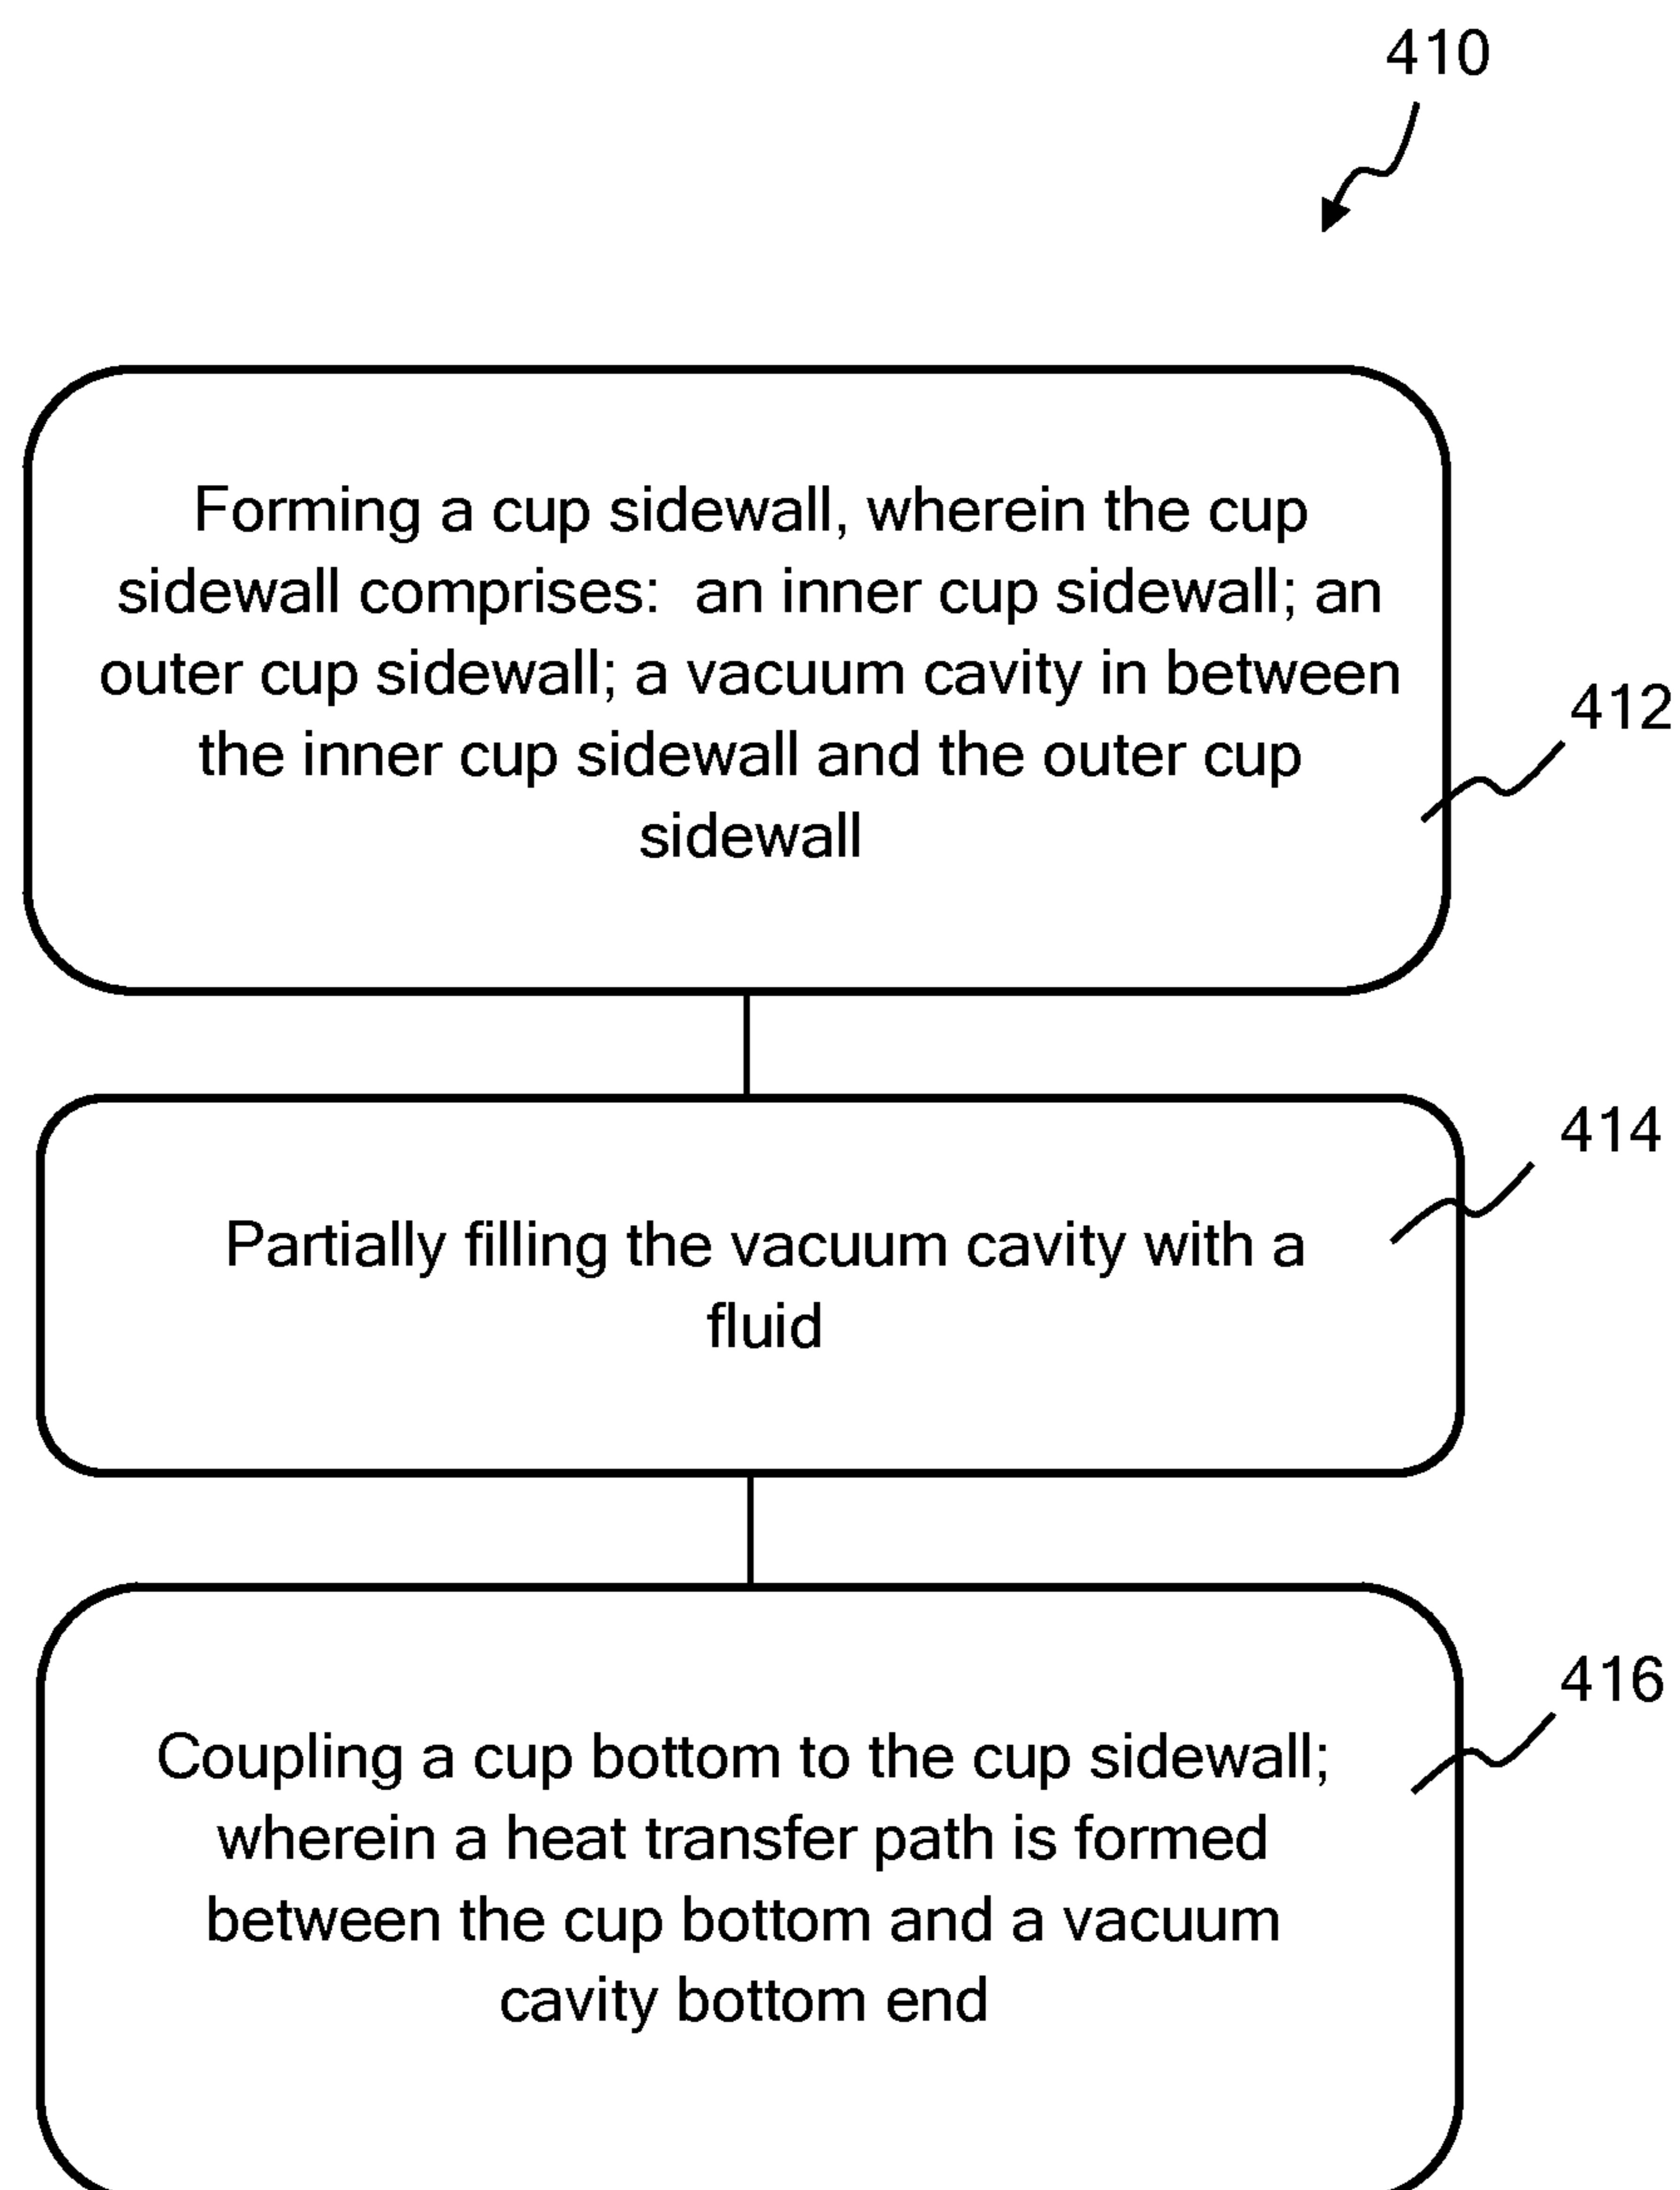 410
Forming a cup sidewall, wherein the cup
sidewall comprises:  an inner cup sidewall; an
outer cup sidewall; a vacuum cavity in between
the inner cup sidewall and the outer cup
sidewall
412
414
Partially filling the vacuum cavity with a
fluid
416
Coupling a cup bottom to the cup sidewall;
wherein a heat transfer path is formed
between the cup bottom and a vacuum
cavity bottom end